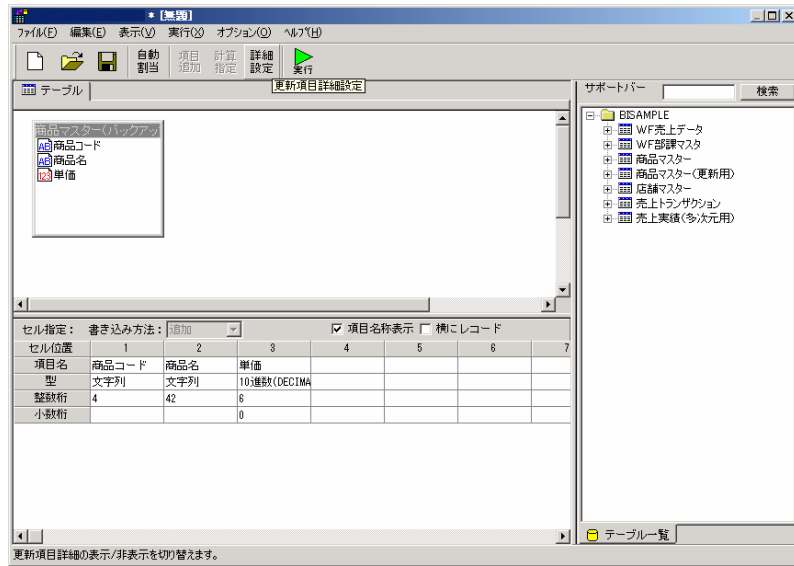 * [無題]
ファイル(F) 編集(E) 表示(V) 実行(X) オプション(O) ヘルプ(H)
自動割当 項目追加 計算指定 詳細設定 実行
更新項目詳細設定
テーブル
サポートバー 検索
商品マスター(バックアッ
AB 商品コード
AB 商品名
123 単価
BISAMPLE
WF売上データ
WF部課マスタ
商品マスター
商品マスター(更新用)
店舗マスター
売上トランザクション
売上実績(多次元用)
セル指定： 書き込み方法： 追加 項目名称表示 横にレコード
セル位置 1 2 3 4 5 6 7
項目名 商品コード 商品名 単価
型 文字列 文字列 10進数(DECIMA
整数桁 4 42 6
小数桁 0
テーブル一覧
更新項目詳細の表示/非表示を切り替えます。